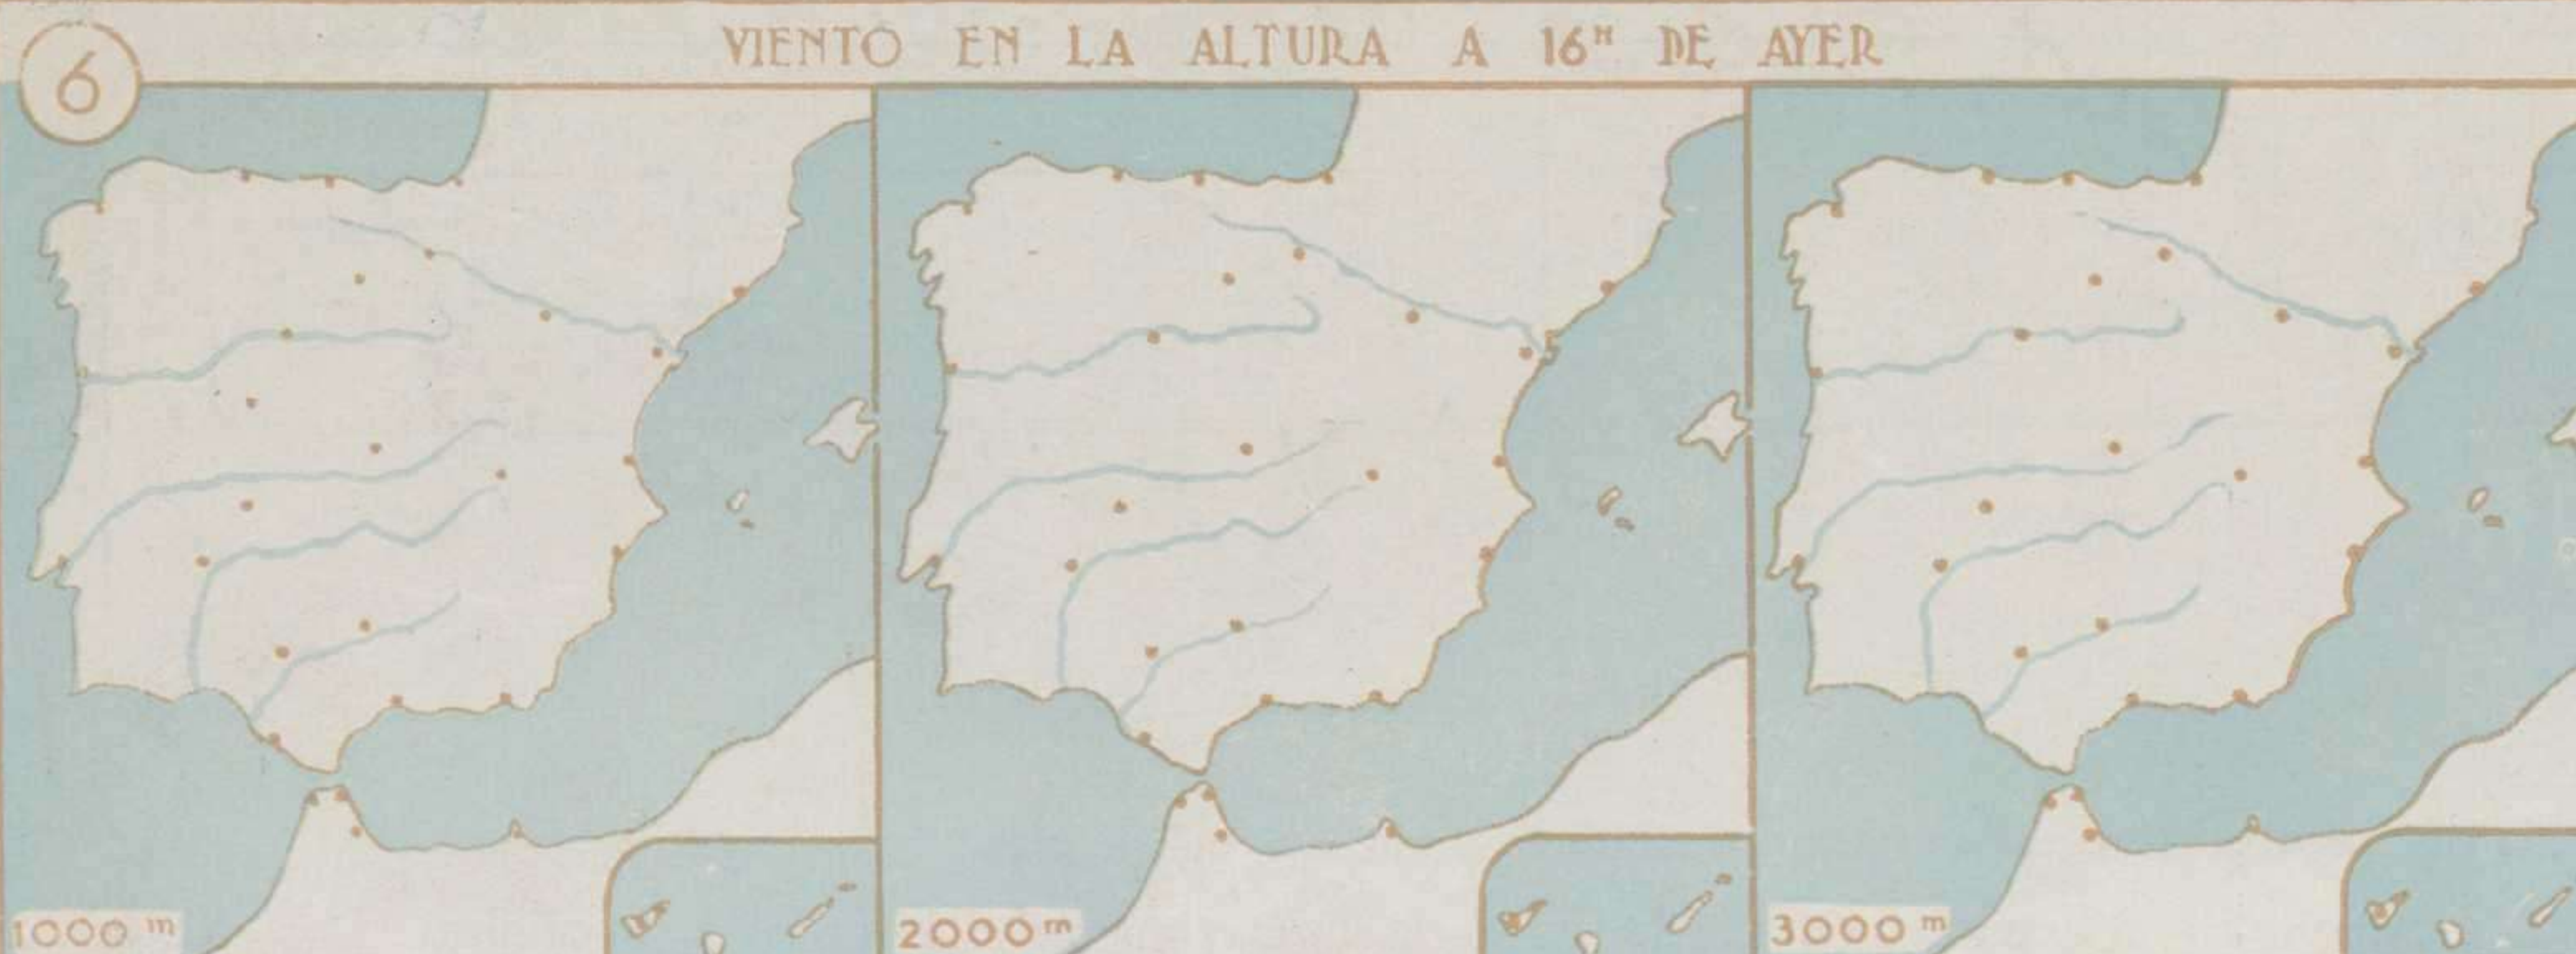 VIENTO EN LA ALTURA A 16H DE AYER
6
1000 m
2000 m
3000 m